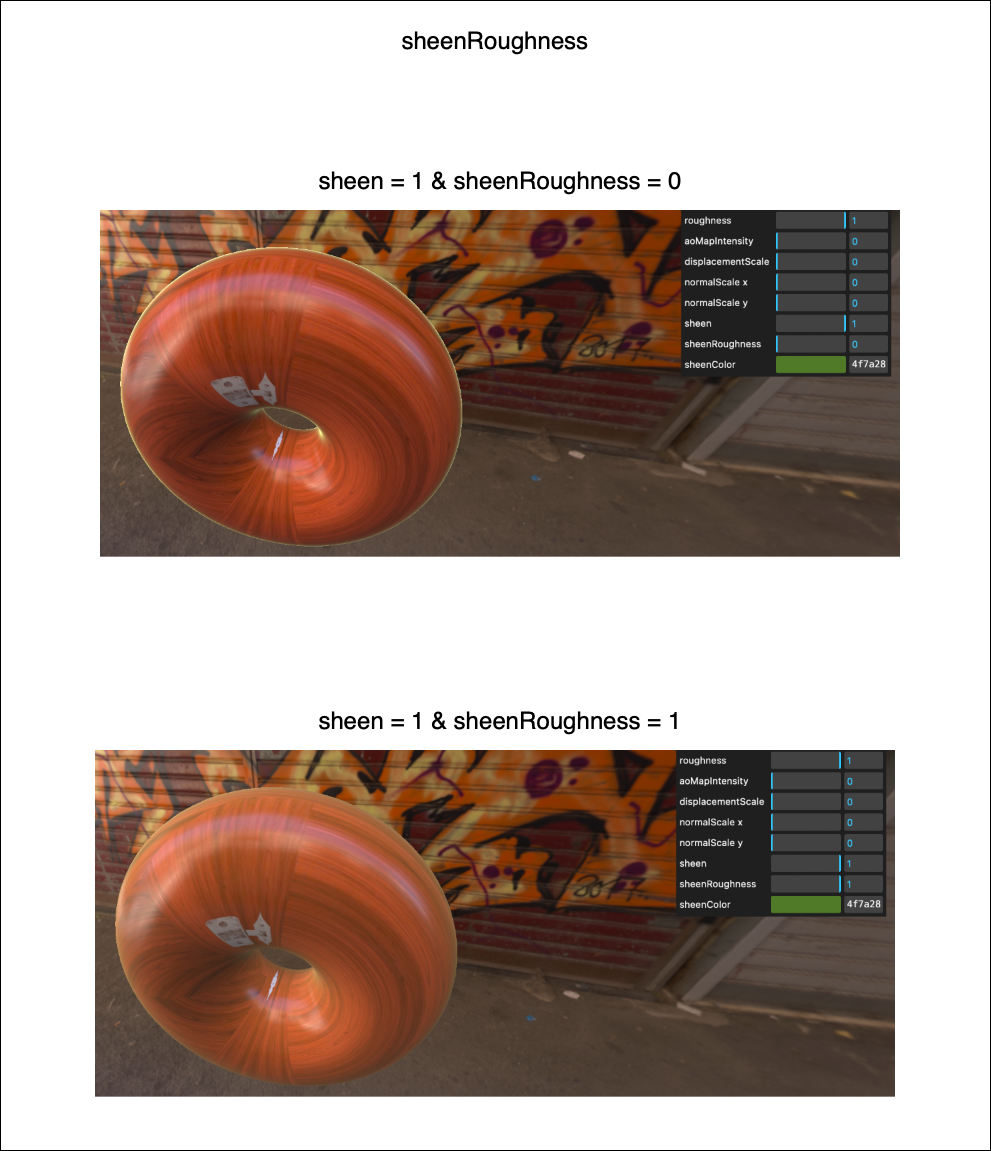 sheenRoughness
sheen = 1 & sheenRoughness = 0
roughness 1
aoMapIntensity 0
displacementScale 0
normalScale x 0
normalScale y 0
sheen 1
sheenRoughness 0
sheenColor 4f7a28
sheen = 1 & sheenRoughness = 1
roughness 1
aoMapIntensity 0
displacementScale 0
normalScale x 0
normalScale y 0
sheen 1
sheenRoughness 1
sheenColor 4f7a28